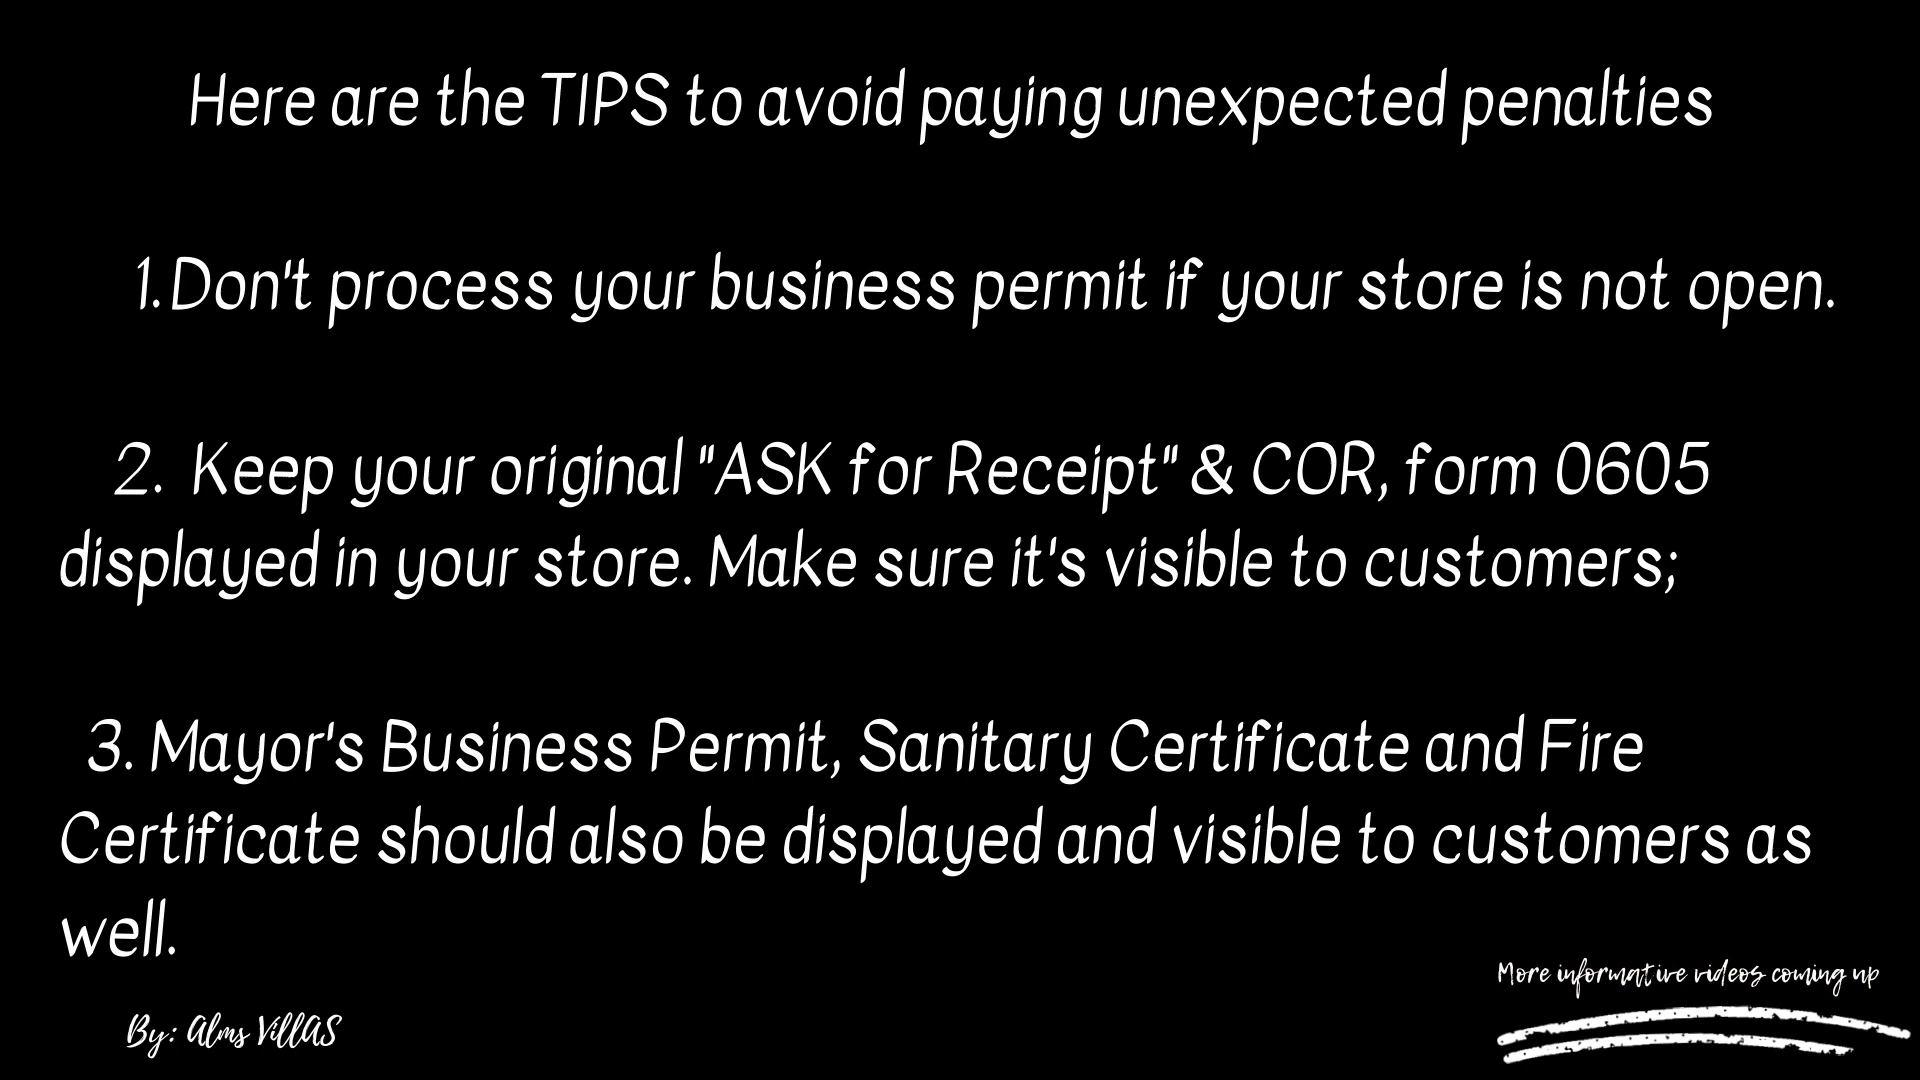 Here are the TIPS to avoid paying unexpected penalties
1.Don't process your business permit if your store is not open.
2. Keep your original "ASK for Receipt" & COR, form 0605
displayed in your store. Make sure it's visible to customers;
3. Mayor's Business Permit, Sanitary Certificate and Fire
Certificate should also be displayed and visible to customers as
well.
More informative videos coming up
By: Alms VillAS